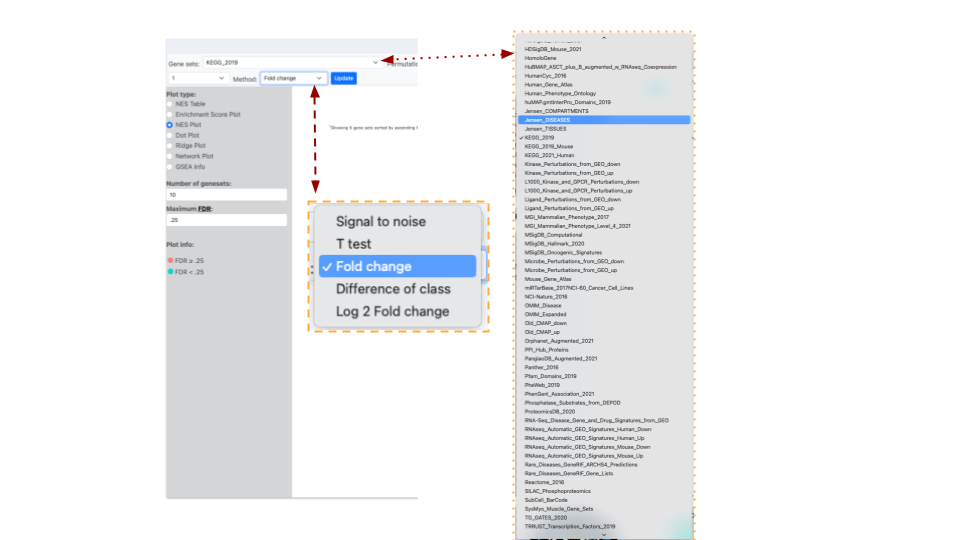 Gene sets: KEGG_2019 Permutatic
1 Method: Fold change Update
Plot type:
NES Table
Enrichment Score Plot
NES Plot
Dot Plot
Ridge Plot
Network Plot
GSEA Info
Number of genesets:
10
Maximum FDR:
.25
Plot info:
FDR ≥ .25
FDR < .25
*Showing 6 gene sets sorted by ascending
Signal to noise
T test
✓ Fold change
Difference of class
Log 2 Fold change
HDSigDB_Mouse_2021
HomoloGene
HuBMAP_ASCT_plus_B_augmented_w_RNAseq_Coexpression
HumanCyc_2016
Human_Gene_Atlas
Human_Phenotype_Ontology
huMAP.gmtInterPro_Domains_2019
Jensen_COMPARTMENTS
Jensen_DISEASES
Jensen_TISSUES
✓ KEGG_2019
KEGG_2019_Mouse
KEGG_2021_Human
Kinase_Perturbations_from_GEO_down
Kinase_Perturbations_from_GEO_up
L1000_Kinase_and_GPCR_Perturbations_down
L1000_Kinase_and_GPCR_Perturbations_up
Ligand_Perturbations_from_GEO_down
Ligand_Perturbations_from_GEO_up
MGI_Mammalian_Phenotype_2017
MGI_Mammalian_Phenotype_Level_4_2021
MSigDB_Computational
MSigDB_Hallmark_2020
MSigDB_Oncogenic_Signatures
Microbe_Perturbations_from_GEO_down
Microbe_Perturbations_from_GEO_up
Mouse_Gene_Atlas
miRTarBase_2017NCI-60_Cancer_Cell_Lines
NCI-Nature_2016
OMIM_Disease
OMIM_Expanded
Old_CMAP_down
Old_CMAP_up
Orphanet_Augmented_2021
PPI_Hub_Proteins
PanglaoDB_Augmented_2021
Panther_2016
Pfam_Domains_2019
PheWeb_2019
PhenGenI_Association_2021
Phosphatase_Substrates_from_DEPOD
ProteomicsDB_2020
RNA-Seq_Disease_Gene_and_Drug_Signatures_from_GEO
RNAseq_Automatic_GEO_Signatures_Human_Down
RNAseq_Automatic_GEO_Signatures_Human_Up
RNAseq_Automatic_GEO_Signatures_Mouse_Down
RNAseq_Automatic_GEO_Signatures_Mouse_Up
Rare_Diseases_GeneRIF_ARCHS4_Predictions
Rare_Diseases_GeneRIF_Gene_Lists
Reactome_2016
SILAC_Phosphoproteomics
SubCell_BarCode
SysMyo_Muscle_Gene_Sets
TG_GATES_2020
TRRUST_Transcription_Factors_2019